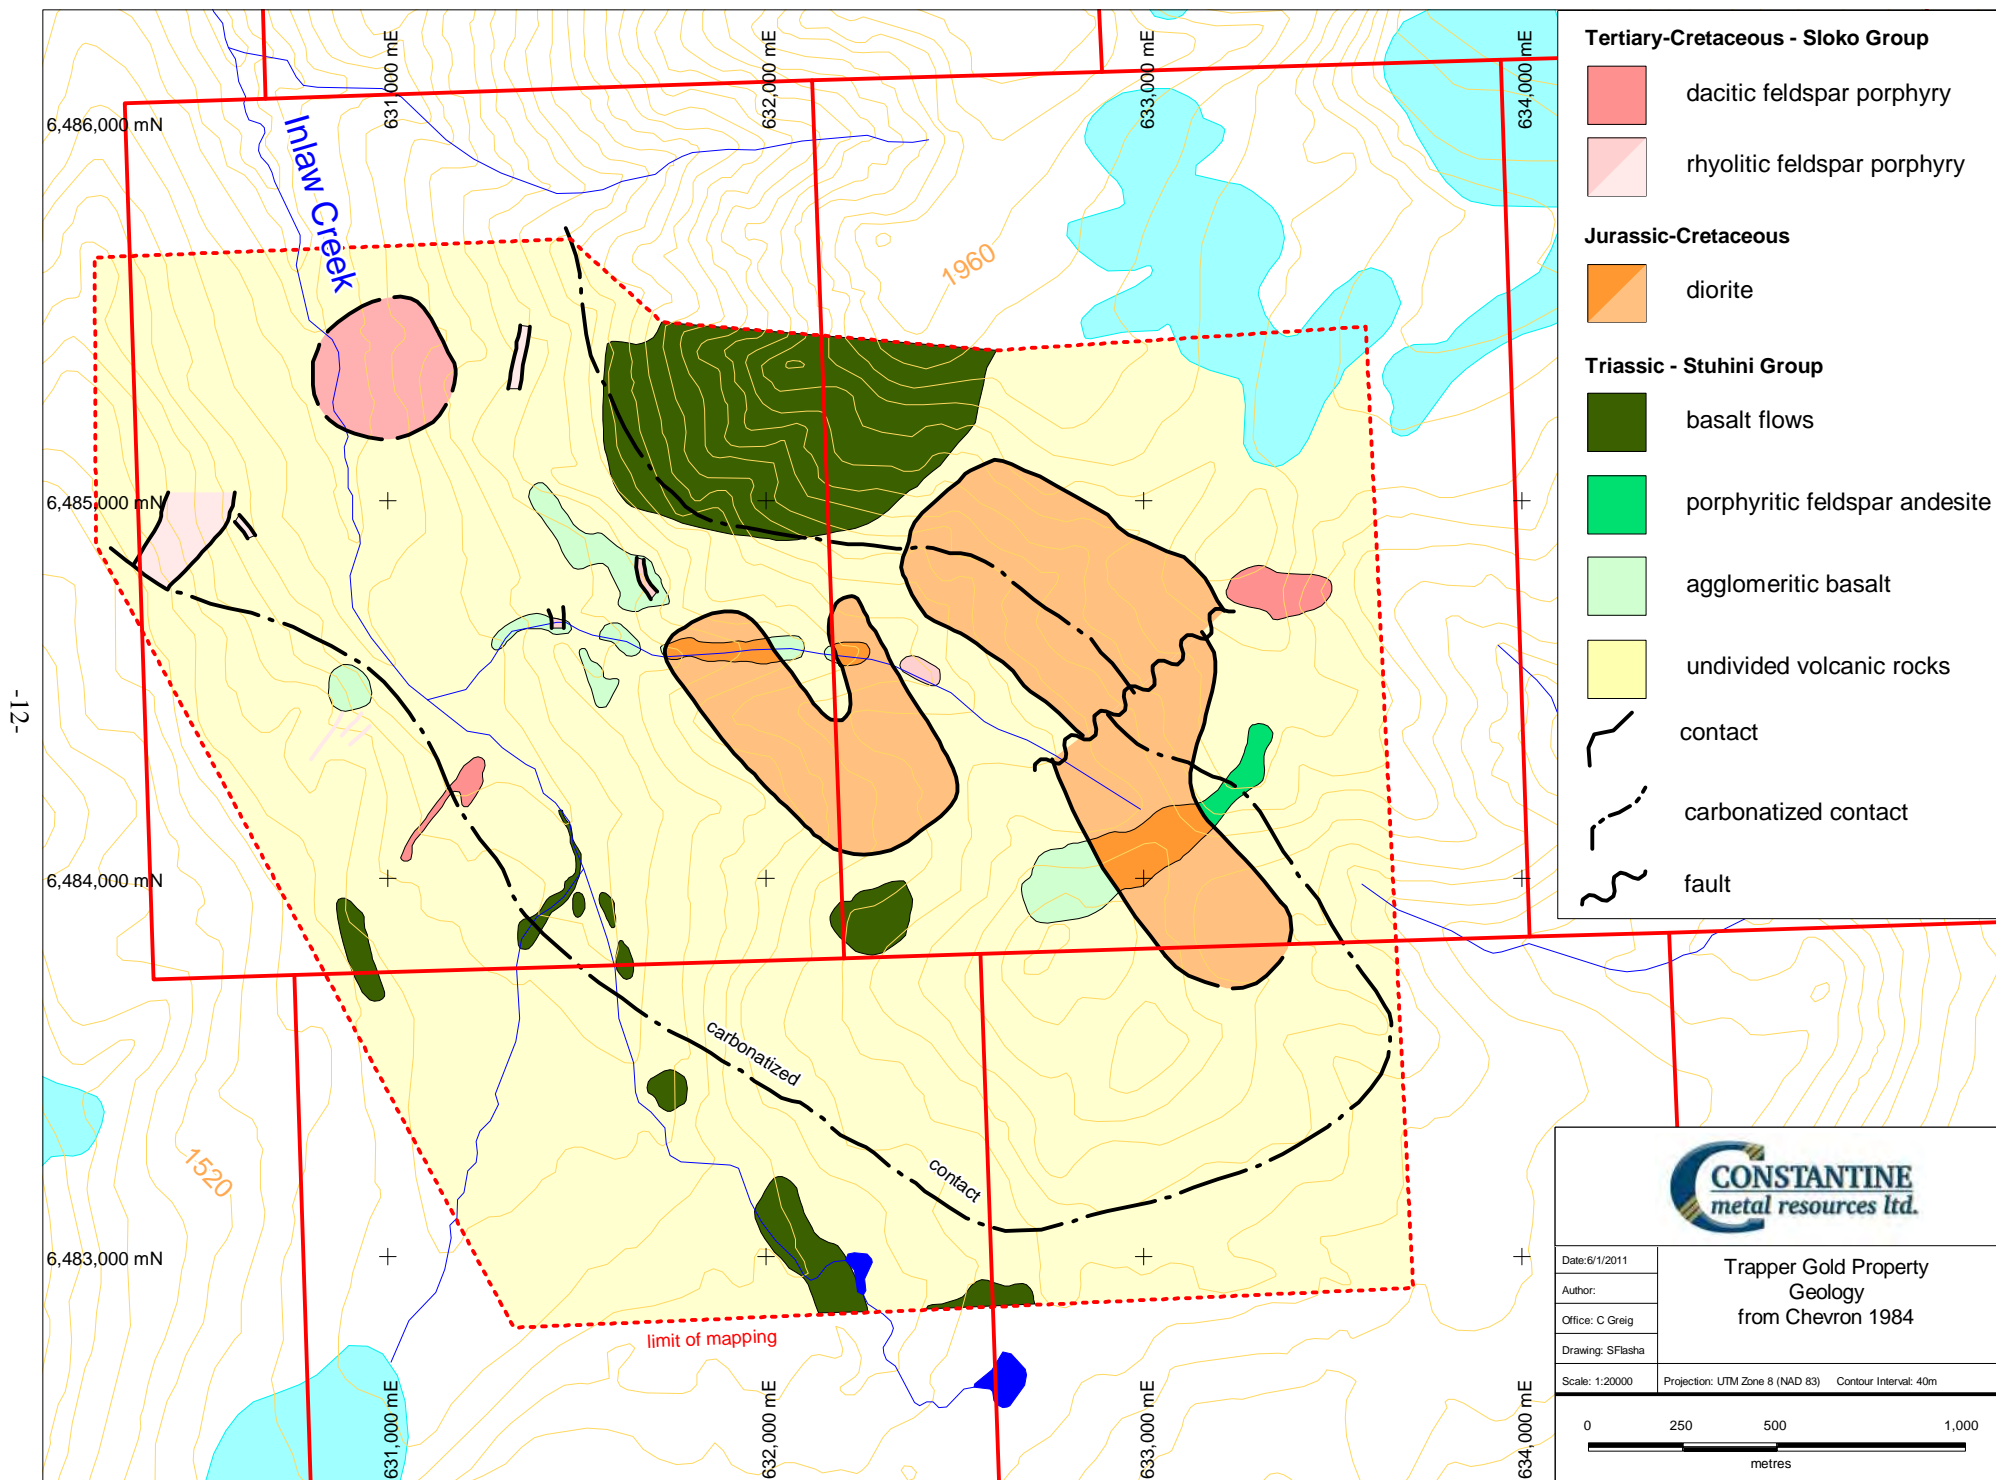 631,000 mE
632,000 mE
633,000 mE
634,000 mE
6,486,000 mN
Inlaw Creek
1960
6,485,000 mN
-12-
6,484,000 mN
carbonatized
contact
1520
6,483,000 mN
limit of mapping
631,000 mE
632,000 mE
633,000 mE
634,000 mE
Tertiary-Cretaceous - Sloko Group
dacitic feldspar porphyry
rhyolitic feldspar porphyry
Jurassic-Cretaceous
diorite
Triassic - Stuhini Group
basalt flows
porphyritic feldspar andesite
agglomeritic basalt
undivided volcanic rocks
contact
carbonatized contact
fault
CONSTANTINE
metal resources ltd.
Date:6/1/2011
Author:
Office: C Greig
Drawing: SFlasha
Trapper Gold Property
Geology
from Chevron 1984
Scale: 1:20000
Projection: UTM Zone 8 (NAD 83) Contour Interval: 40m
0 250 500 1,000
metres